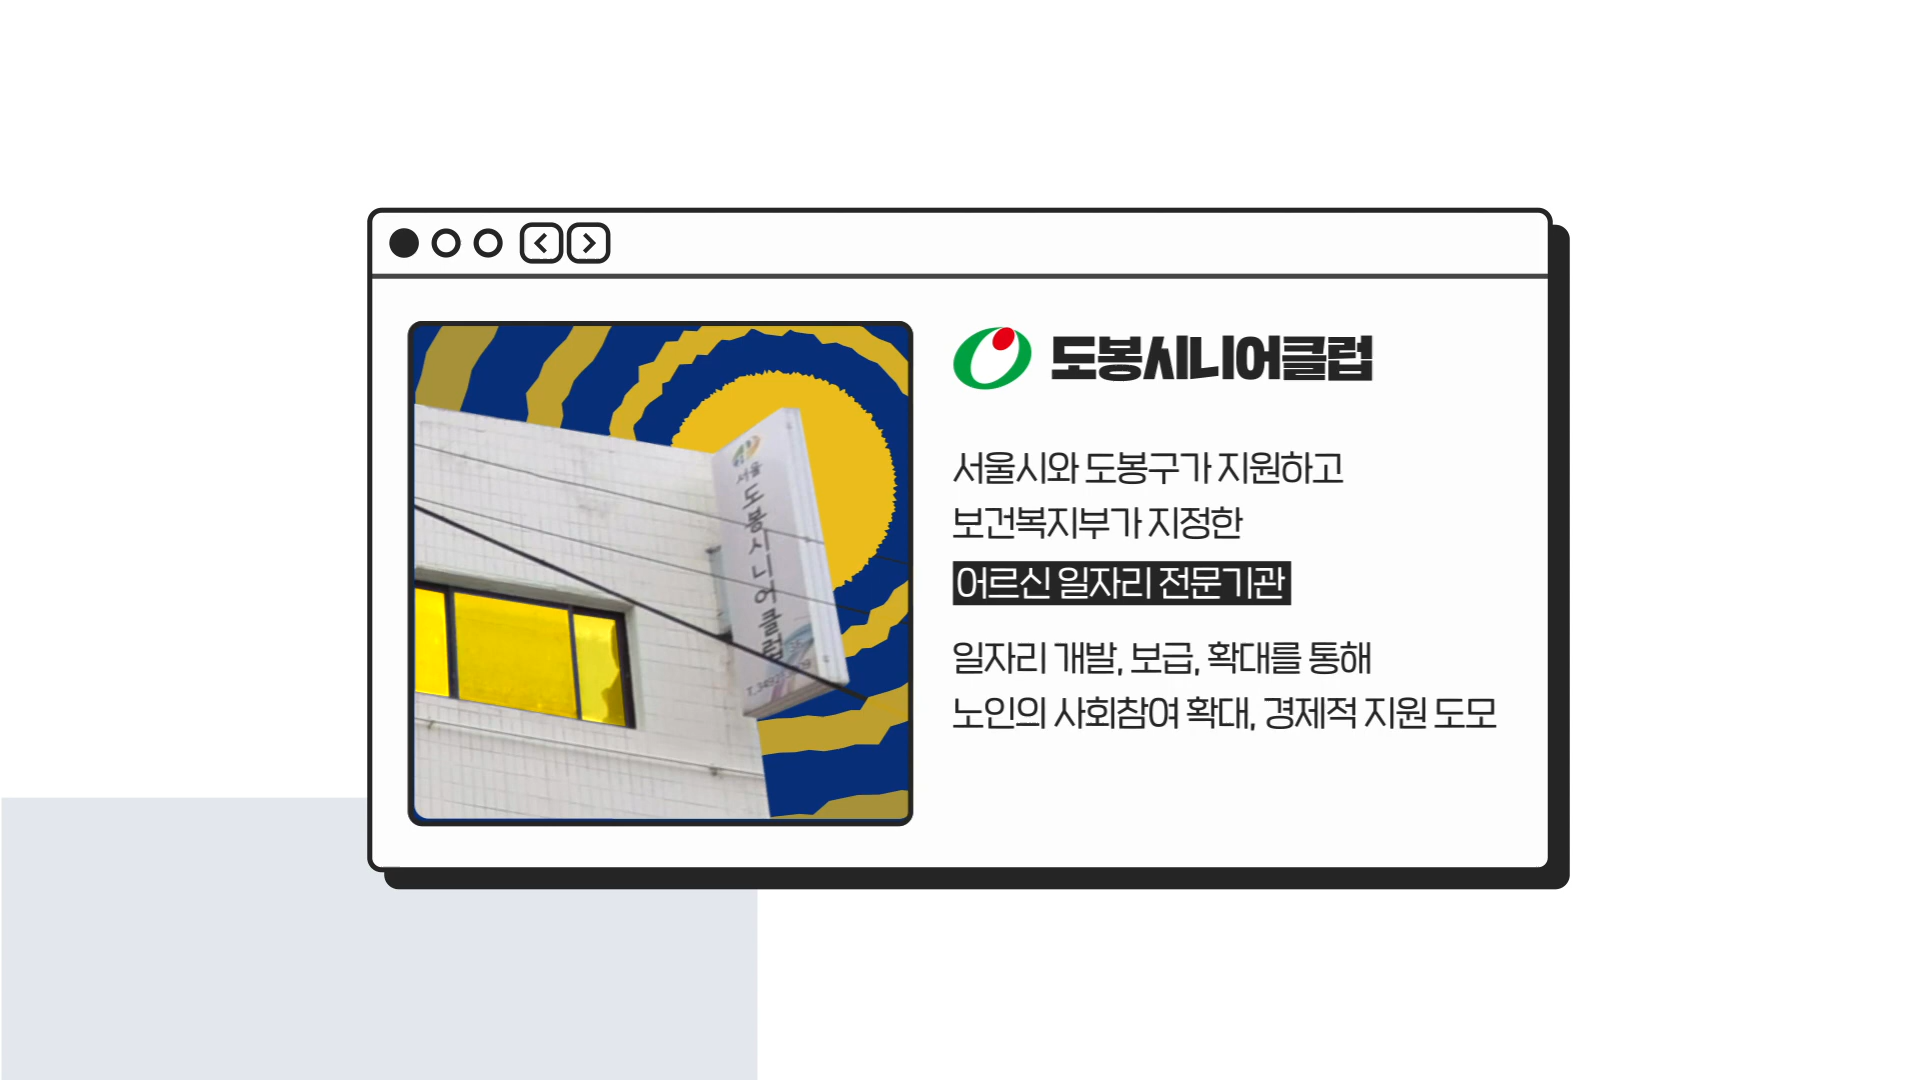 도봉시니어클럽
서울시와 도봉구가 지원하고
보건복지부가 지정한
어르신 일자리 전문기관
일자리 개발, 보급, 확대를 통해
노인의 사회참여 확대, 경제적 지원 도모
서울
도봉시니어클럽